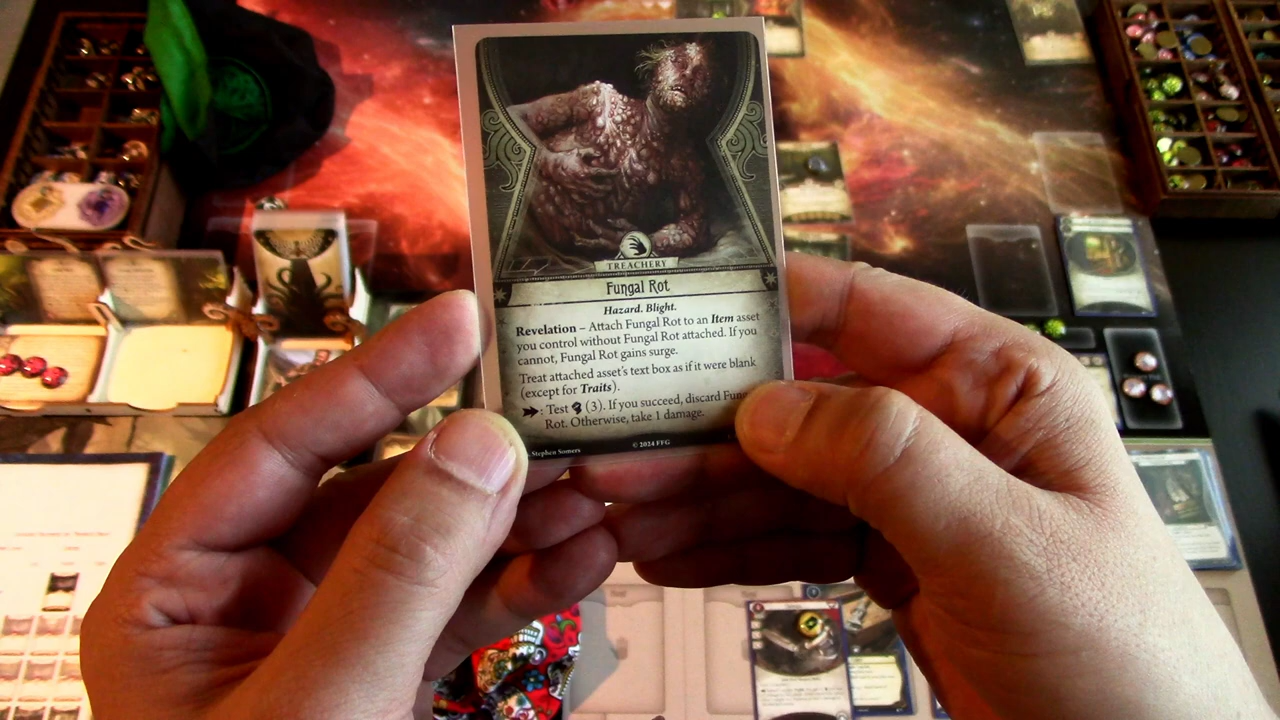 TREACHERY
Fungal Rot
Hazard. Blight.
Revelation – Attach Fungal Rot to an Item asset
you control without Fungal Rot attached. If you
cannot, Fungal Rot gains surge.
Treat attached asset's text box as if it were blank
(except for Traits).
: Test (3). If you succeed, discard
Rot. Otherwise, take 1 damage.
Stephen Somers
© 2024 FFG